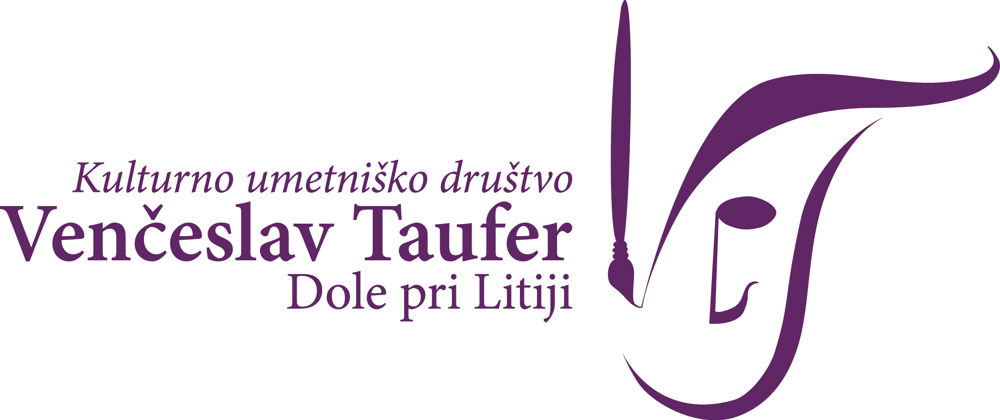 Kulturno umetniško društvo
Venčeslav Taufer
Dole pri Litiji